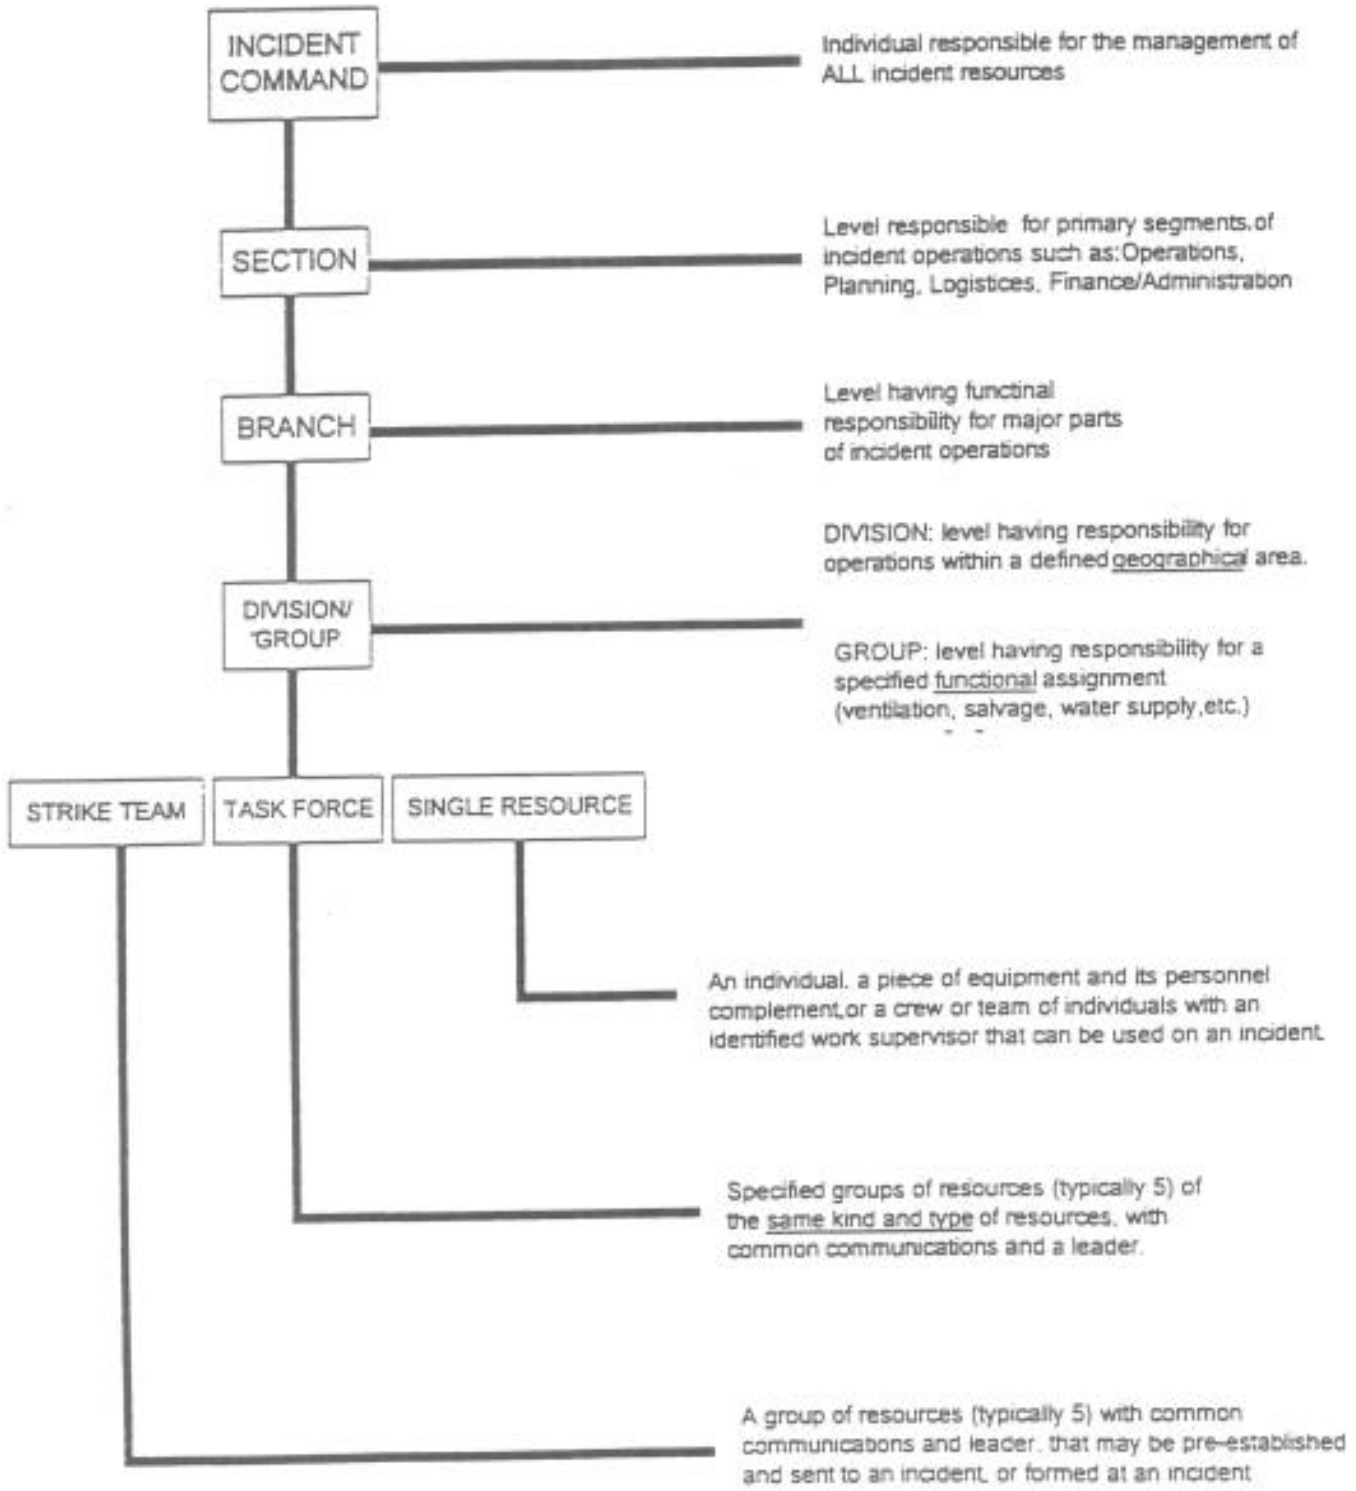 INCIDENT
COMMAND
Individual responsible for the management of
ALL incident resources
SECTION
Level responsible for primary segments of
incident operations such as:Operations,
Planning, Logistices, Finance/Administration
BRANCH
Level having functinal
responsibility for major parts
of incident operations
DIVISION/
GROUP
DIVISION: level having responsibility for
operations within a defined geographical area.
GROUP: level having responsibility for a
specified functional assignment
(ventilation, salvage, water supply,etc.)
STRIKE TEAM
TASK FORCE
SINGLE RESOURCE
An individual, a piece of equipment and its personnel
complement,or a crew or team of individuals with an
identified work supervisor that can be used on an incident.
Specified groups of resources (typically 5) of
the same kind and type of resources, with
common communications and a leader.
A group of resources (typically 5) with common
communications and leader, that may be pre-established
and sent to an incident, or formed at an incident